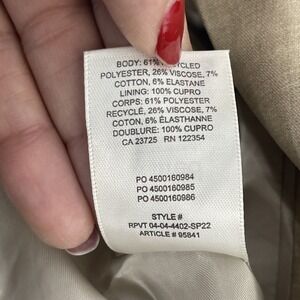 BODY: 61% RECYCLED
POLYESTER, 26% VISCOSE, 7%
COTTON, 6% ELASTANE
LINING: 100% CUPRO
CORPS: 61% POLYESTER
RECYCLÉ, 26% VISCOSE, 7%
COTON, 6% ÉLASTHANNE
DOUBLURE: 100% CUPRO
CA 23725 RN 122354
PO 4500160984
PO 4500160985
PO 4500160986
STYLE #
RPVT 04-04-4402-SP22
ARTICLE # 95841